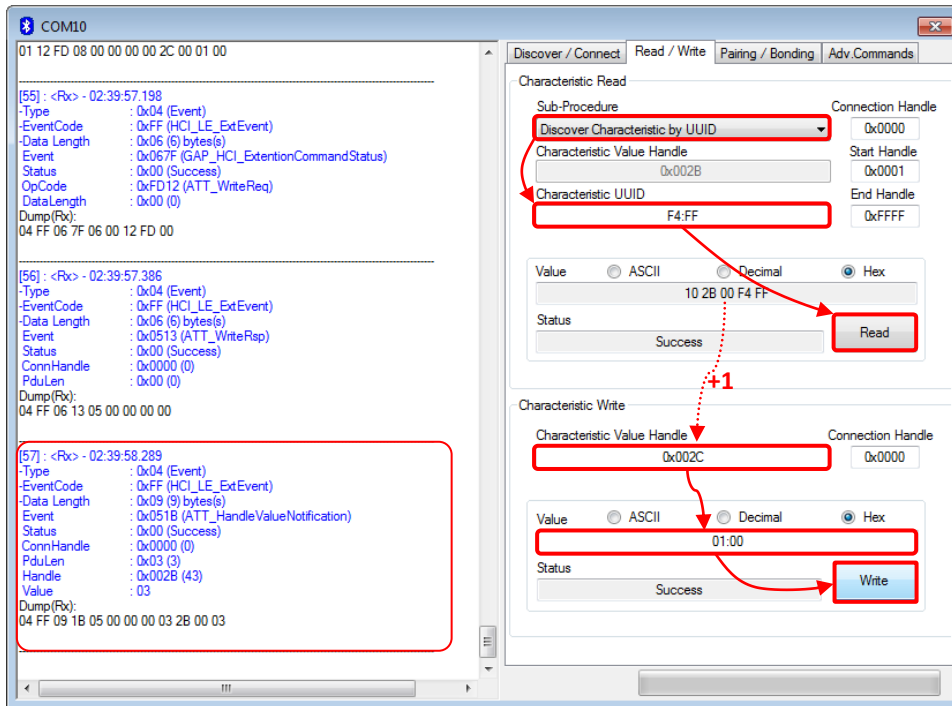 COM10
01 12 FD 08 00 00 00 00 2C 00 01 00
[55] : <Rx> - 02:39:57.198
-Type : 0x04 (Event)
-EventCode : 0xFF (HCI_LE_ExtEvent)
-Data Length : 0x06 (6) bytes(s)
Event : 0x067F (GAP_HCI_ExtentionCommandStatus)
Status : 0x00 (Success)
OpCode : 0xFD12 (ATT_WriteReq)
DataLength : 0x00 (0)
Dump(Rx):
04 FF 06 7F 06 00 12 FD 00
[56] : <Rx> - 02:39:57.386
-Type : 0x04 (Event)
-EventCode : 0xFF (HCI_LE_ExtEvent)
-Data Length : 0x06 (6) bytes(s)
Event : 0x0513 (ATT_WriteRsp)
Status : 0x00 (Success)
ConnHandle : 0x0000 (0)
PduLen : 0x00 (0)
Dump(Rx):
04 FF 06 13 05 00 00 00 00
[57] : <Rx> - 02:39:58.289
-Type : 0x04 (Event)
-EventCode : 0xFF (HCI_LE_ExtEvent)
-Data Length : 0x09 (9) bytes(s)
Event : 0x051B (ATT_HandleValueNotification)
Status : 0x00 (Success)
ConnHandle : 0x0000 (0)
PduLen : 0x03 (3)
Handle : 0x002B (43)
Value : 03
Dump(Rx):
04 FF 09 1B 05 00 00 00 03 2B 00 03
Discover / Connect Read / Write Pairing / Bonding Adv.Commands
Characteristic Read
Sub-Procedure Connection Handle
Discover Characteristic by UUID 0x0000
Characteristic Value Handle Start Handle
0x002B 0x0001
Characteristic UUID End Handle
F4:FF 0xFFFF
Value ASCII Decimal Hex
10 2B 00 F4 FF
Status
Success Read
+1
Characteristic Write
Characteristic Value Handle Connection Handle
0x002C 0x0000
Value ASCII Decimal Hex
01:00
Status
Success Write